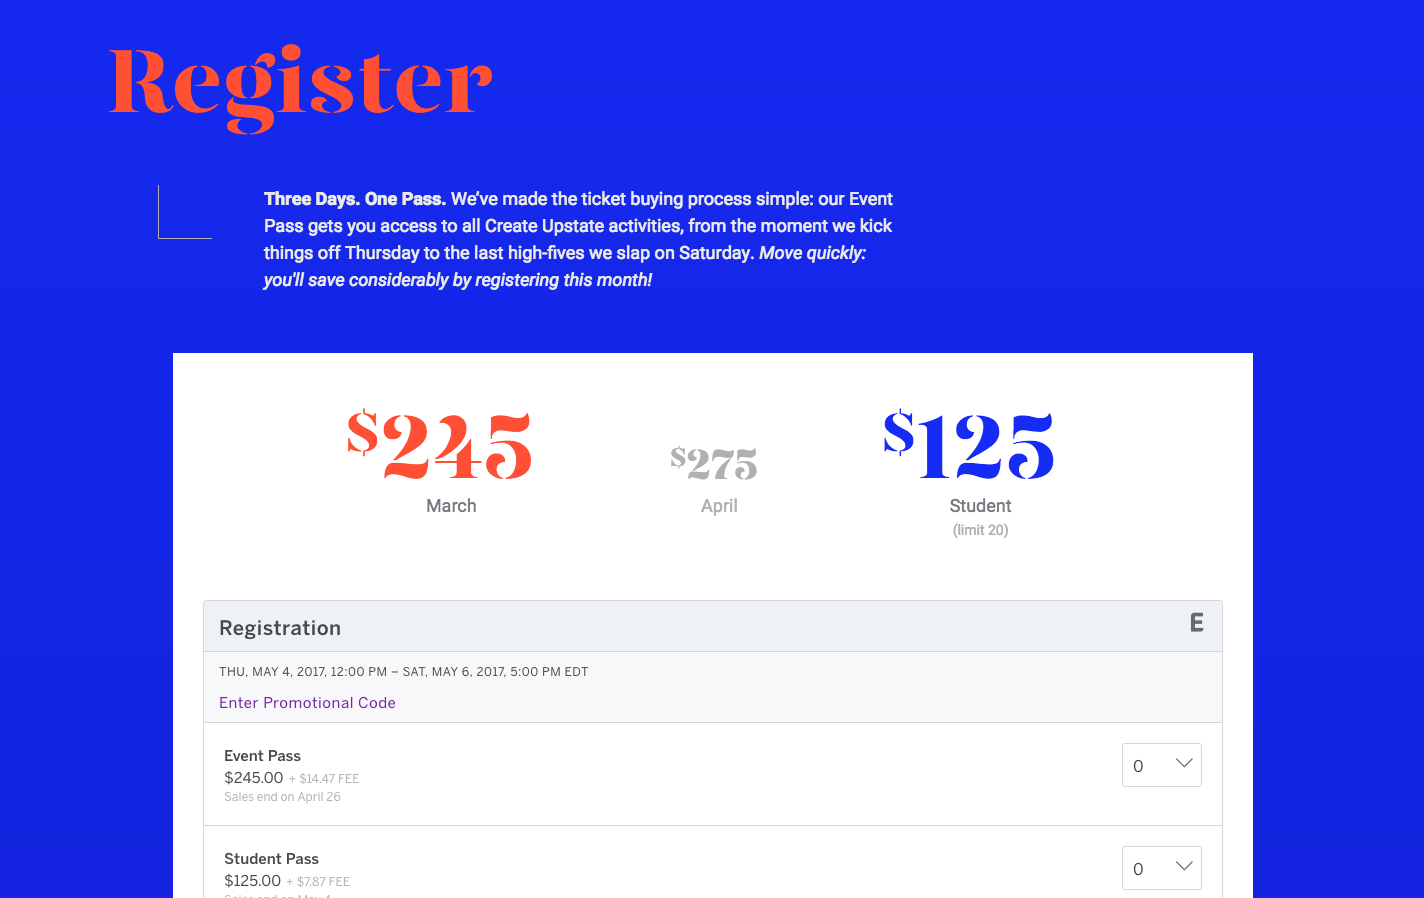 Register
Three Days. One Pass. We’ve made the ticket buying process simple: our Event
Pass gets you access to all Create Upstate activities, from the moment we kick
things off Thursday to the last high-fives we slap on Saturday. Move quickly:
you'll save considerably by registering this month!
$245 $275 $125
March April Student
(limit 20)
Registration E
THU, MAY 4, 2017, 12:00 PM – SAT, MAY 6, 2017, 5:00 PM EDT
Enter Promotional Code
Event Pass
$245.00 + $14.47 FEE 0
Sales end on April 26
Student Pass
$125.00 + $7.87 FEE 0
Sales end on May 4